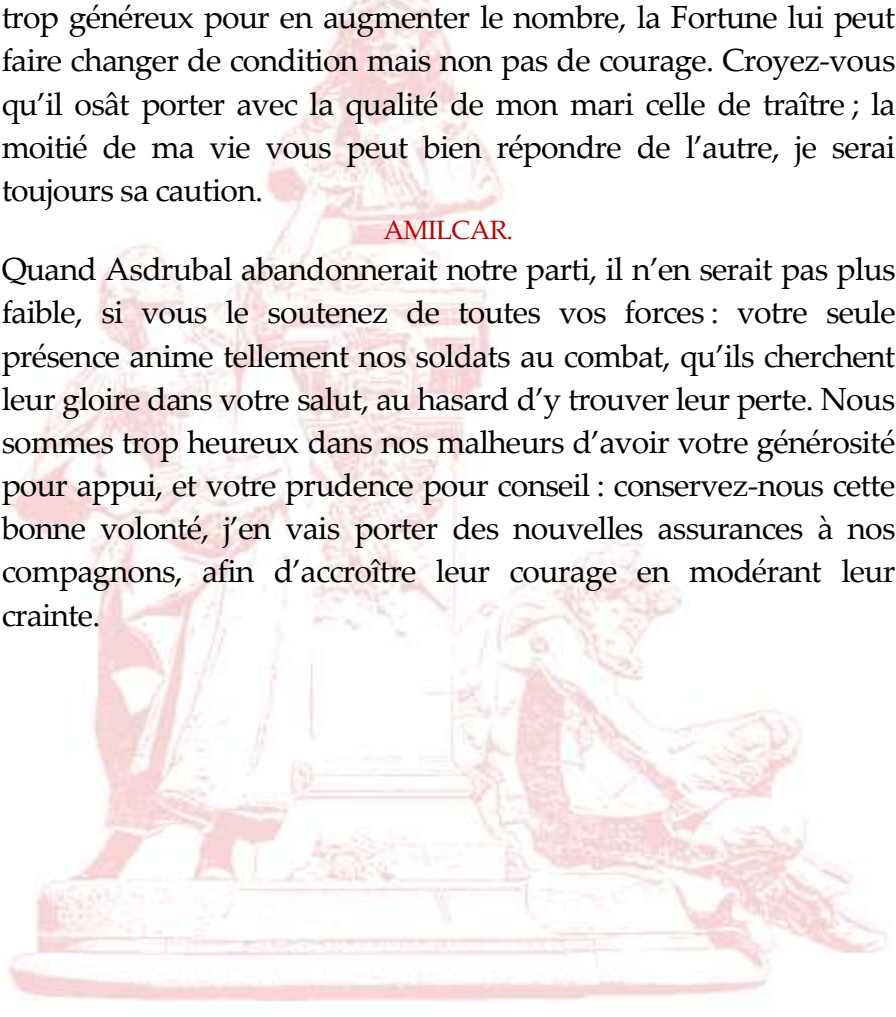 trop généreux pour en augmenter le nombre, la Fortune lui peut
faire changer de condition mais non pas de courage. Croyez-vous
qu’il osât porter avec la qualité de mon mari celle de traître ; la
moitié de ma vie vous peut bien répondre de l’autre, je serai
toujours sa caution.
AMILCAR.
Quand Asdrubal abandonnerait notre parti, il n’en serait pas plus
faible, si vous le soutenez de toutes vos forces : votre seule
présence anime tellement nos soldats au combat, qu’ils cherchent
leur gloire dans votre salut, au hasard d’y trouver leur perte. Nous
sommes trop heureux dans nos malheurs d’avoir votre générosité
pour appui, et votre prudence pour conseil : conservez-nous cette
bonne volonté, j’en vais porter des nouvelles assurances à nos
compagnons, afin d’accroître leur courage en modérant leur
crainte.